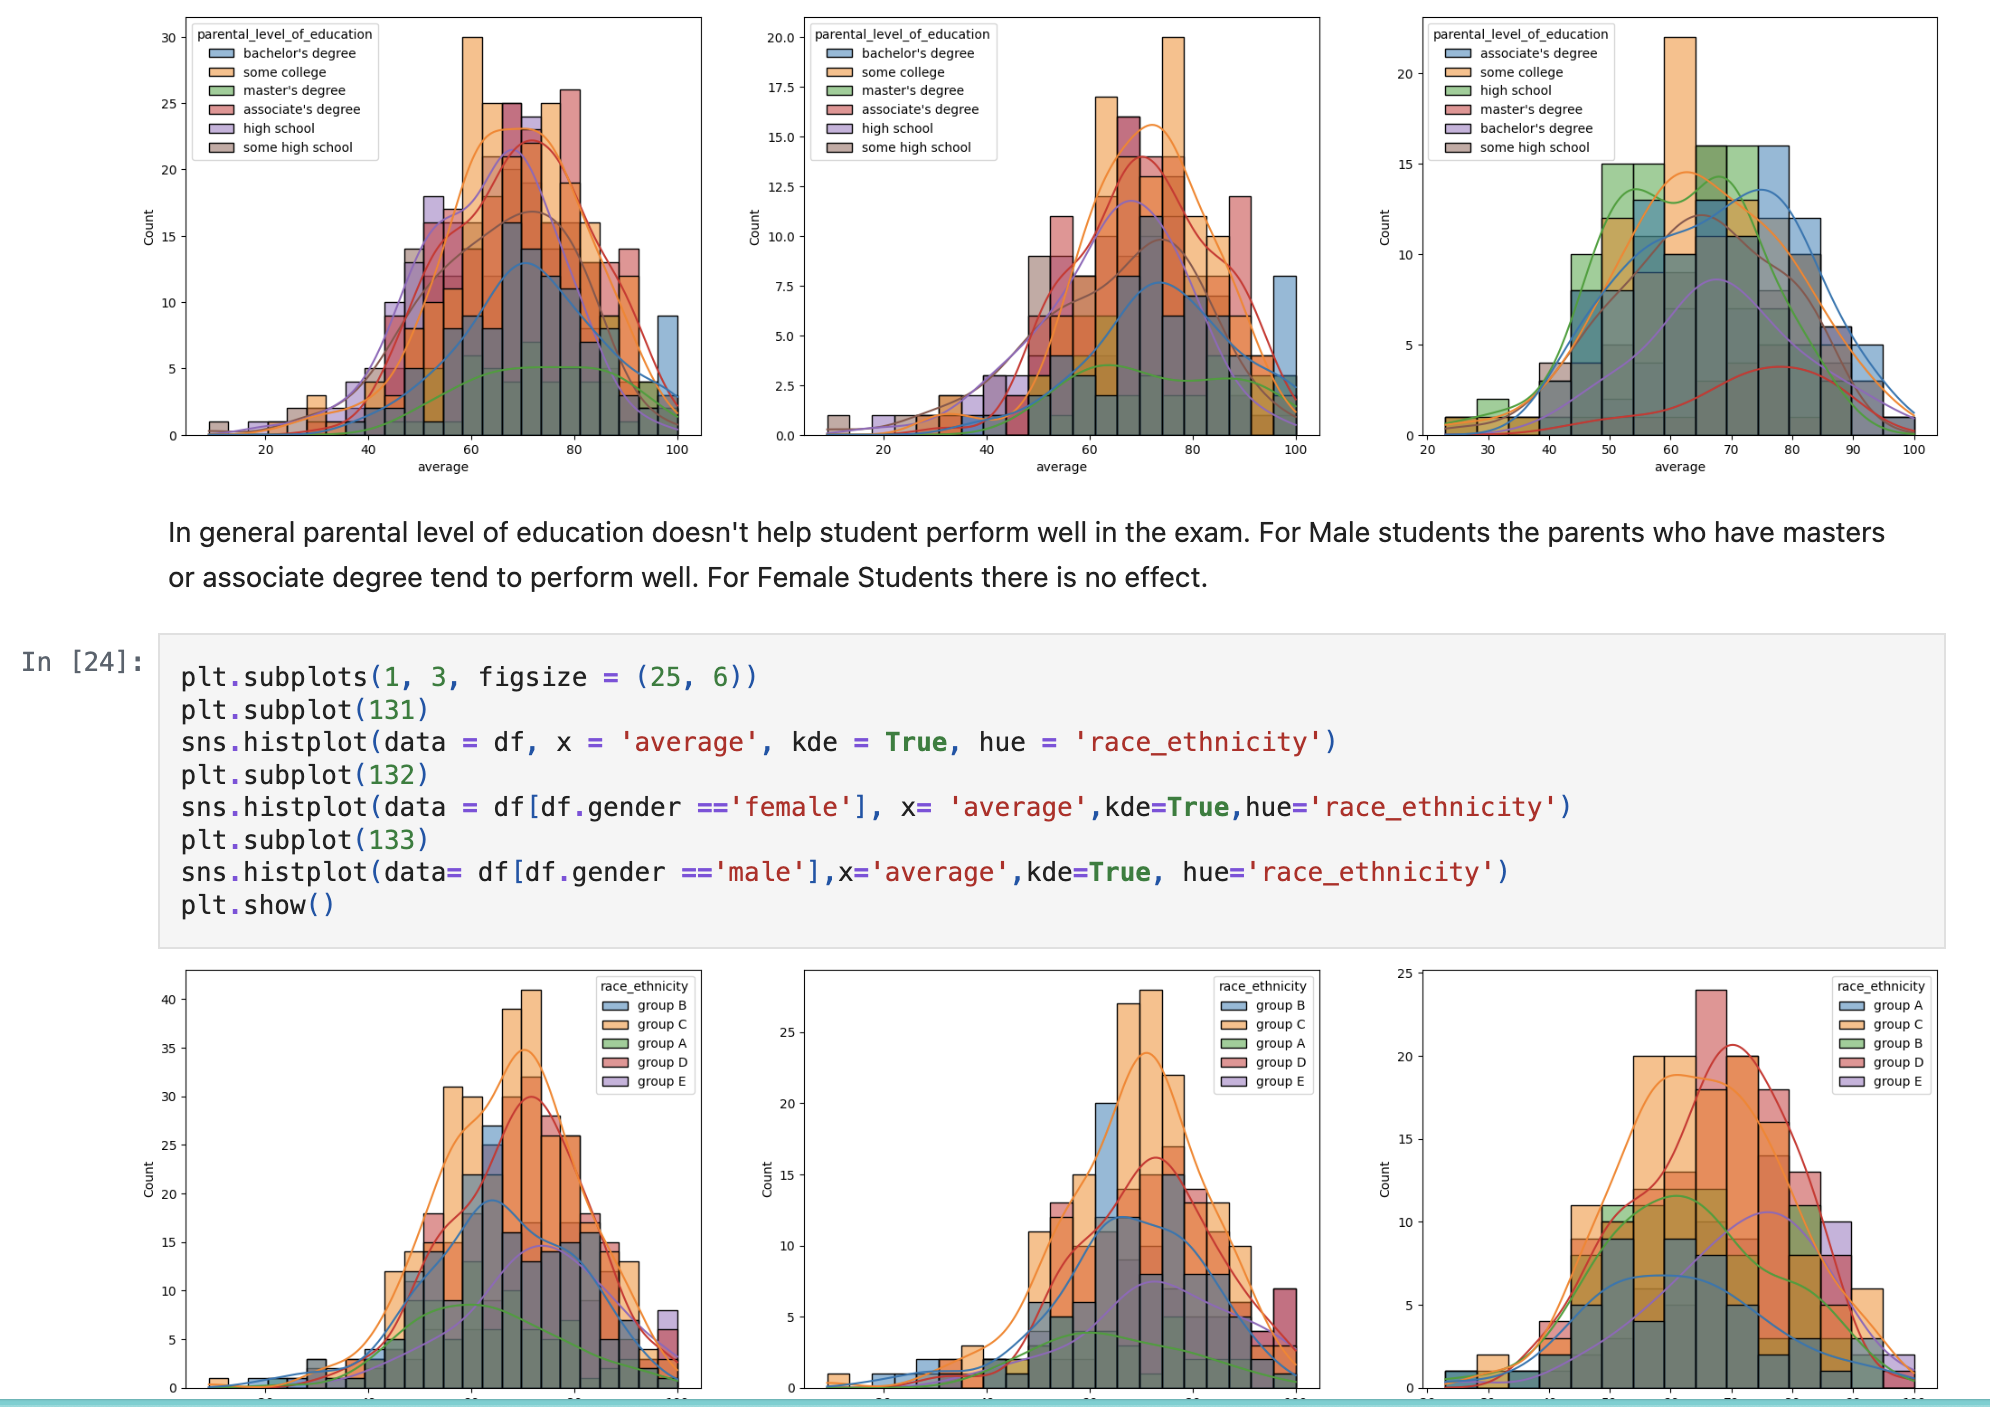 parental_level_of_education
bachelor's degree
some college
master's degree
associate's degree
high school
some high school
30
25
20
15
10
5
0
Count
20 40 60 80 100
average
parental_level_of_education
bachelor's degree
some college
master's degree
associate's degree
high school
some high school
20.0
17.5
15.0
12.5
10.0
7.5
5.0
2.5
0.0
Count
20 40 60 80 100
average
parental_level_of_education
associate's degree
some college
high school
master's degree
bachelor's degree
some high school
20
15
10
5
0
Count
20 30 40 50 60 70 80 90 100
average
In general parental level of education doesn't help student perform well in the exam. For Male students the parents who have masters
or associate degree tend to perform well. For Female Students there is no effect.
In [24]:
plt.subplots(1, 3, figsize = (25, 6))
plt.subplot(131)
sns.histplot(data = df, x = 'average', kde = True, hue = 'race_ethnicity')
plt.subplot(132)
sns.histplot(data = df[df.gender =='female'], x= 'average',kde=True,hue='race_ethnicity')
plt.subplot(133)
sns.histplot(data= df[df.gender =='male'],x='average',kde=True, hue='race_ethnicity')
plt.show()
race_ethnicity
group B
group C
group A
group D
group E
40
35
30
25
20
15
10
5
0
Count
race_ethnicity
group B
group C
group A
group D
group E
25
20
15
10
5
0
Count
race_ethnicity
group A
group C
group B
group D
group E
25
20
15
10
5
0
Count